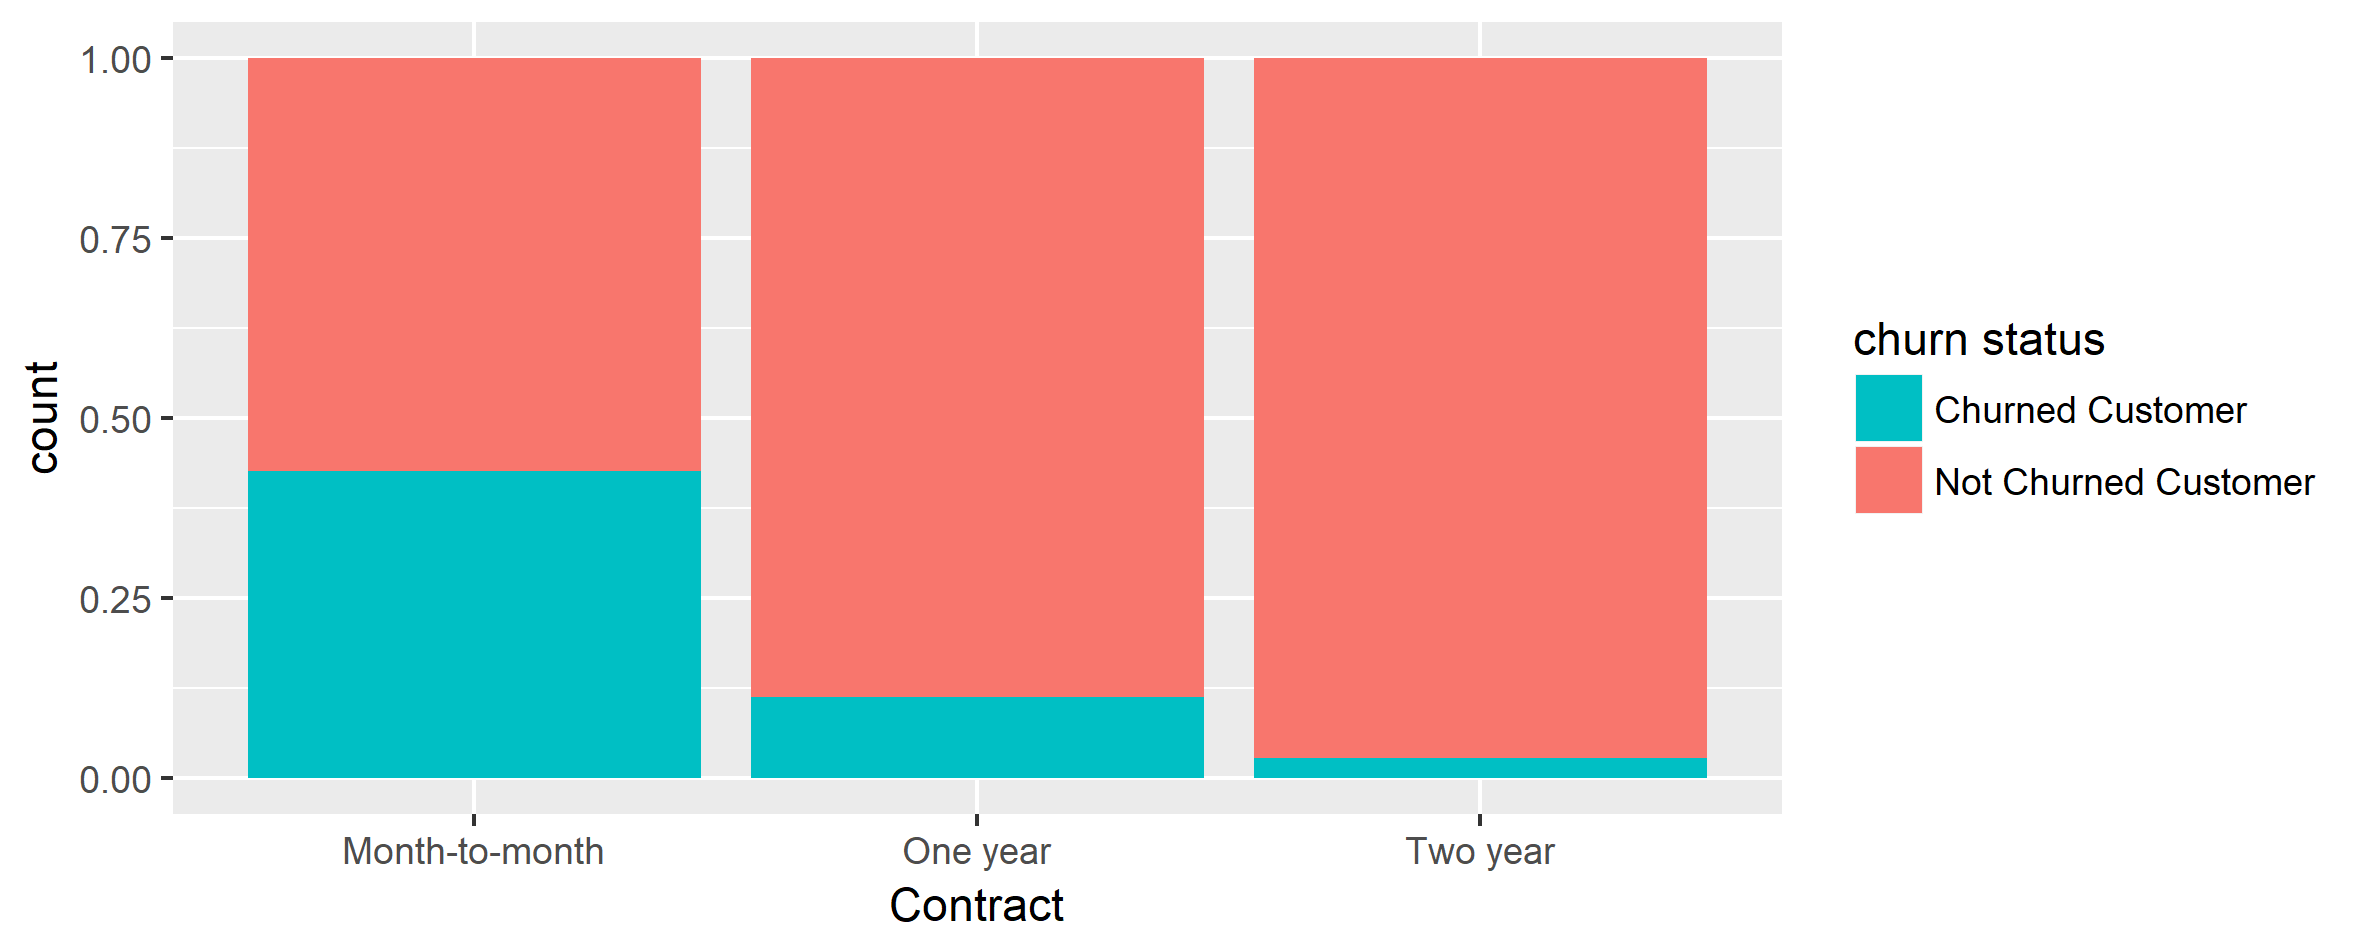 1.00
0.75
0.50
0.25
0.00
count
Month-to-month
One year
Two year
Contract
churn status
Churned Customer
Not Churned Customer